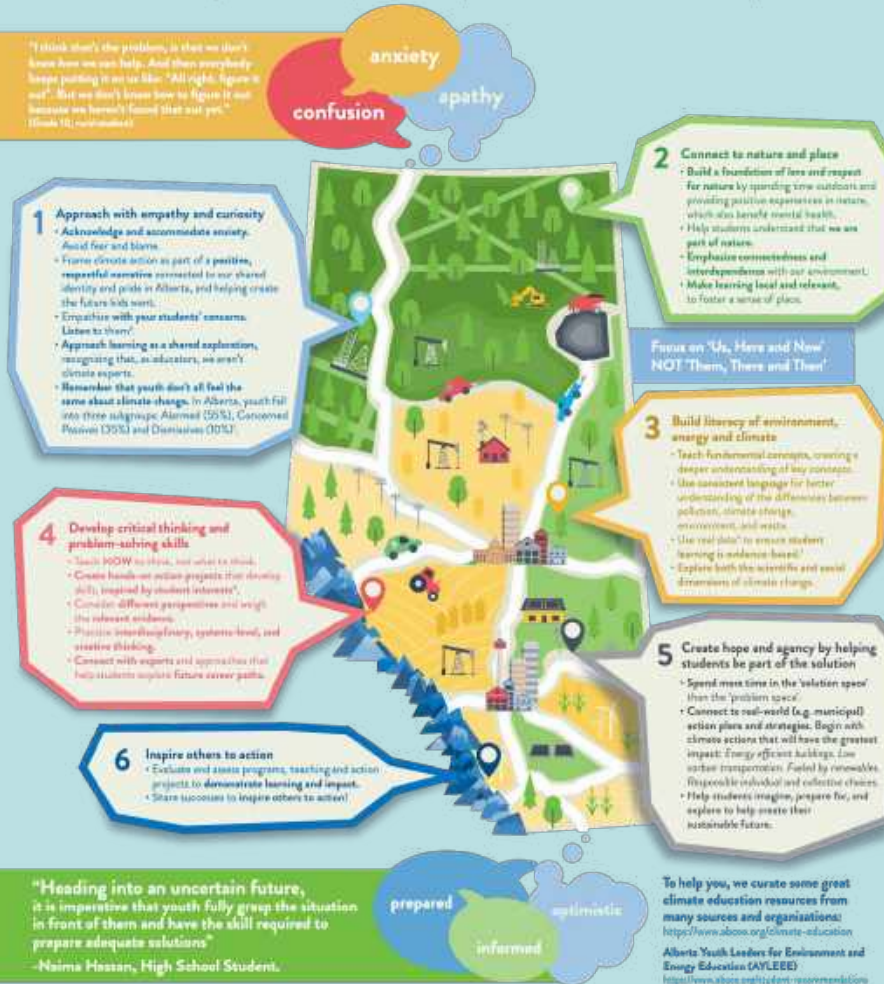 "I think that's the problem, is that we don't
know how we can help. And then everybody
keeps putting it on us like: "All right, figure it
out". But we don't know how to figure it out
because we haven't found that out yet."
anxiety
apathy
confusion
1 Approach with empathy and curiosity
• Acknowledge and accommodate anxiety.
Avoid fear and blame.
• Frame climate action as part of a positive,
respectful narrative connected to our shared
identity and pride in Alberta, and helping create
the future kids want.
• Empathize with your students' concerns.
Listen to them.
• Approach learning as a shared exploration,
recognizing that, as educators, we aren't
climate experts.
• Remember that youth don't all feel the
same about climate change. In Alberta, youth fall
into three subgroups: Alarmed (55%), Concerned
Passives (35%) and Dismissives (10%)
2 Connect to nature and place
• Build a foundation of love and respect
for nature by spending time outdoors and
providing positive experiences in nature,
which also benefit mental health.
• Help students understand that we are
part of nature.
• Emphasize connectedness and
interdependence with our environment.
• Make learning local and relevant,
to foster a sense of place.
Focus on 'Us, Here and Now'
NOT 'Them, There and Then'
3 Build literacy of environment,
energy and climate
• Teach fundamental concepts, creating a
deeper understanding of key concepts.
• Use consistent language for better
understanding of the differences between
pollution, climate change,
environment, and waste.
• Use real data to ensure student
learning is evidence-based.
• Explore both the scientific and social
dimensions of climate change.
4 Develop critical thinking and
problem-solving skills
• Teach HOW to think, not what to think.
• Create hands-on action projects that develop
skills, inspired by student interests.
• Consider different perspectives and weigh
the relevant evidence.
• Practice interdisciplinary, systems-level, and
creative thinking.
• Connect with experts and approaches that
help students explore future career paths.
5 Create hope and agency by helping
students be part of the solution
• Spend more time in the 'solution space'
than the 'problem space'.
• Connect to real-world (e.g. municipal)
action plans and strategies. Begin with
climate actions that will have the greatest
impact: Energy efficient buildings. Low
carbon transportation. Fueled by renewables.
Responsible individual and collective choices.
• Help students imagine, prepare for, and
explore to help create their
sustainable future.
6 Inspire others to action
• Evaluate and assess programs, teaching and action
projects to demonstrate learning and impact.
• Share successes to inspire others to action!
"Heading into an uncertain future,
it is imperative that youth fully grasp the situation
in front of them and have the skill required to
prepare adequate solutions"
-Naima Hassan, High School Student.
prepared
optimistic
informed
To help you, we curate some great
climate education resources from
many sources and organizations:
https://www.abcee.org/climate-education
Alberta Youth Leaders for Environment and
Energy Education (AYLEEE)
https://www.abcee.org/student-recommendations